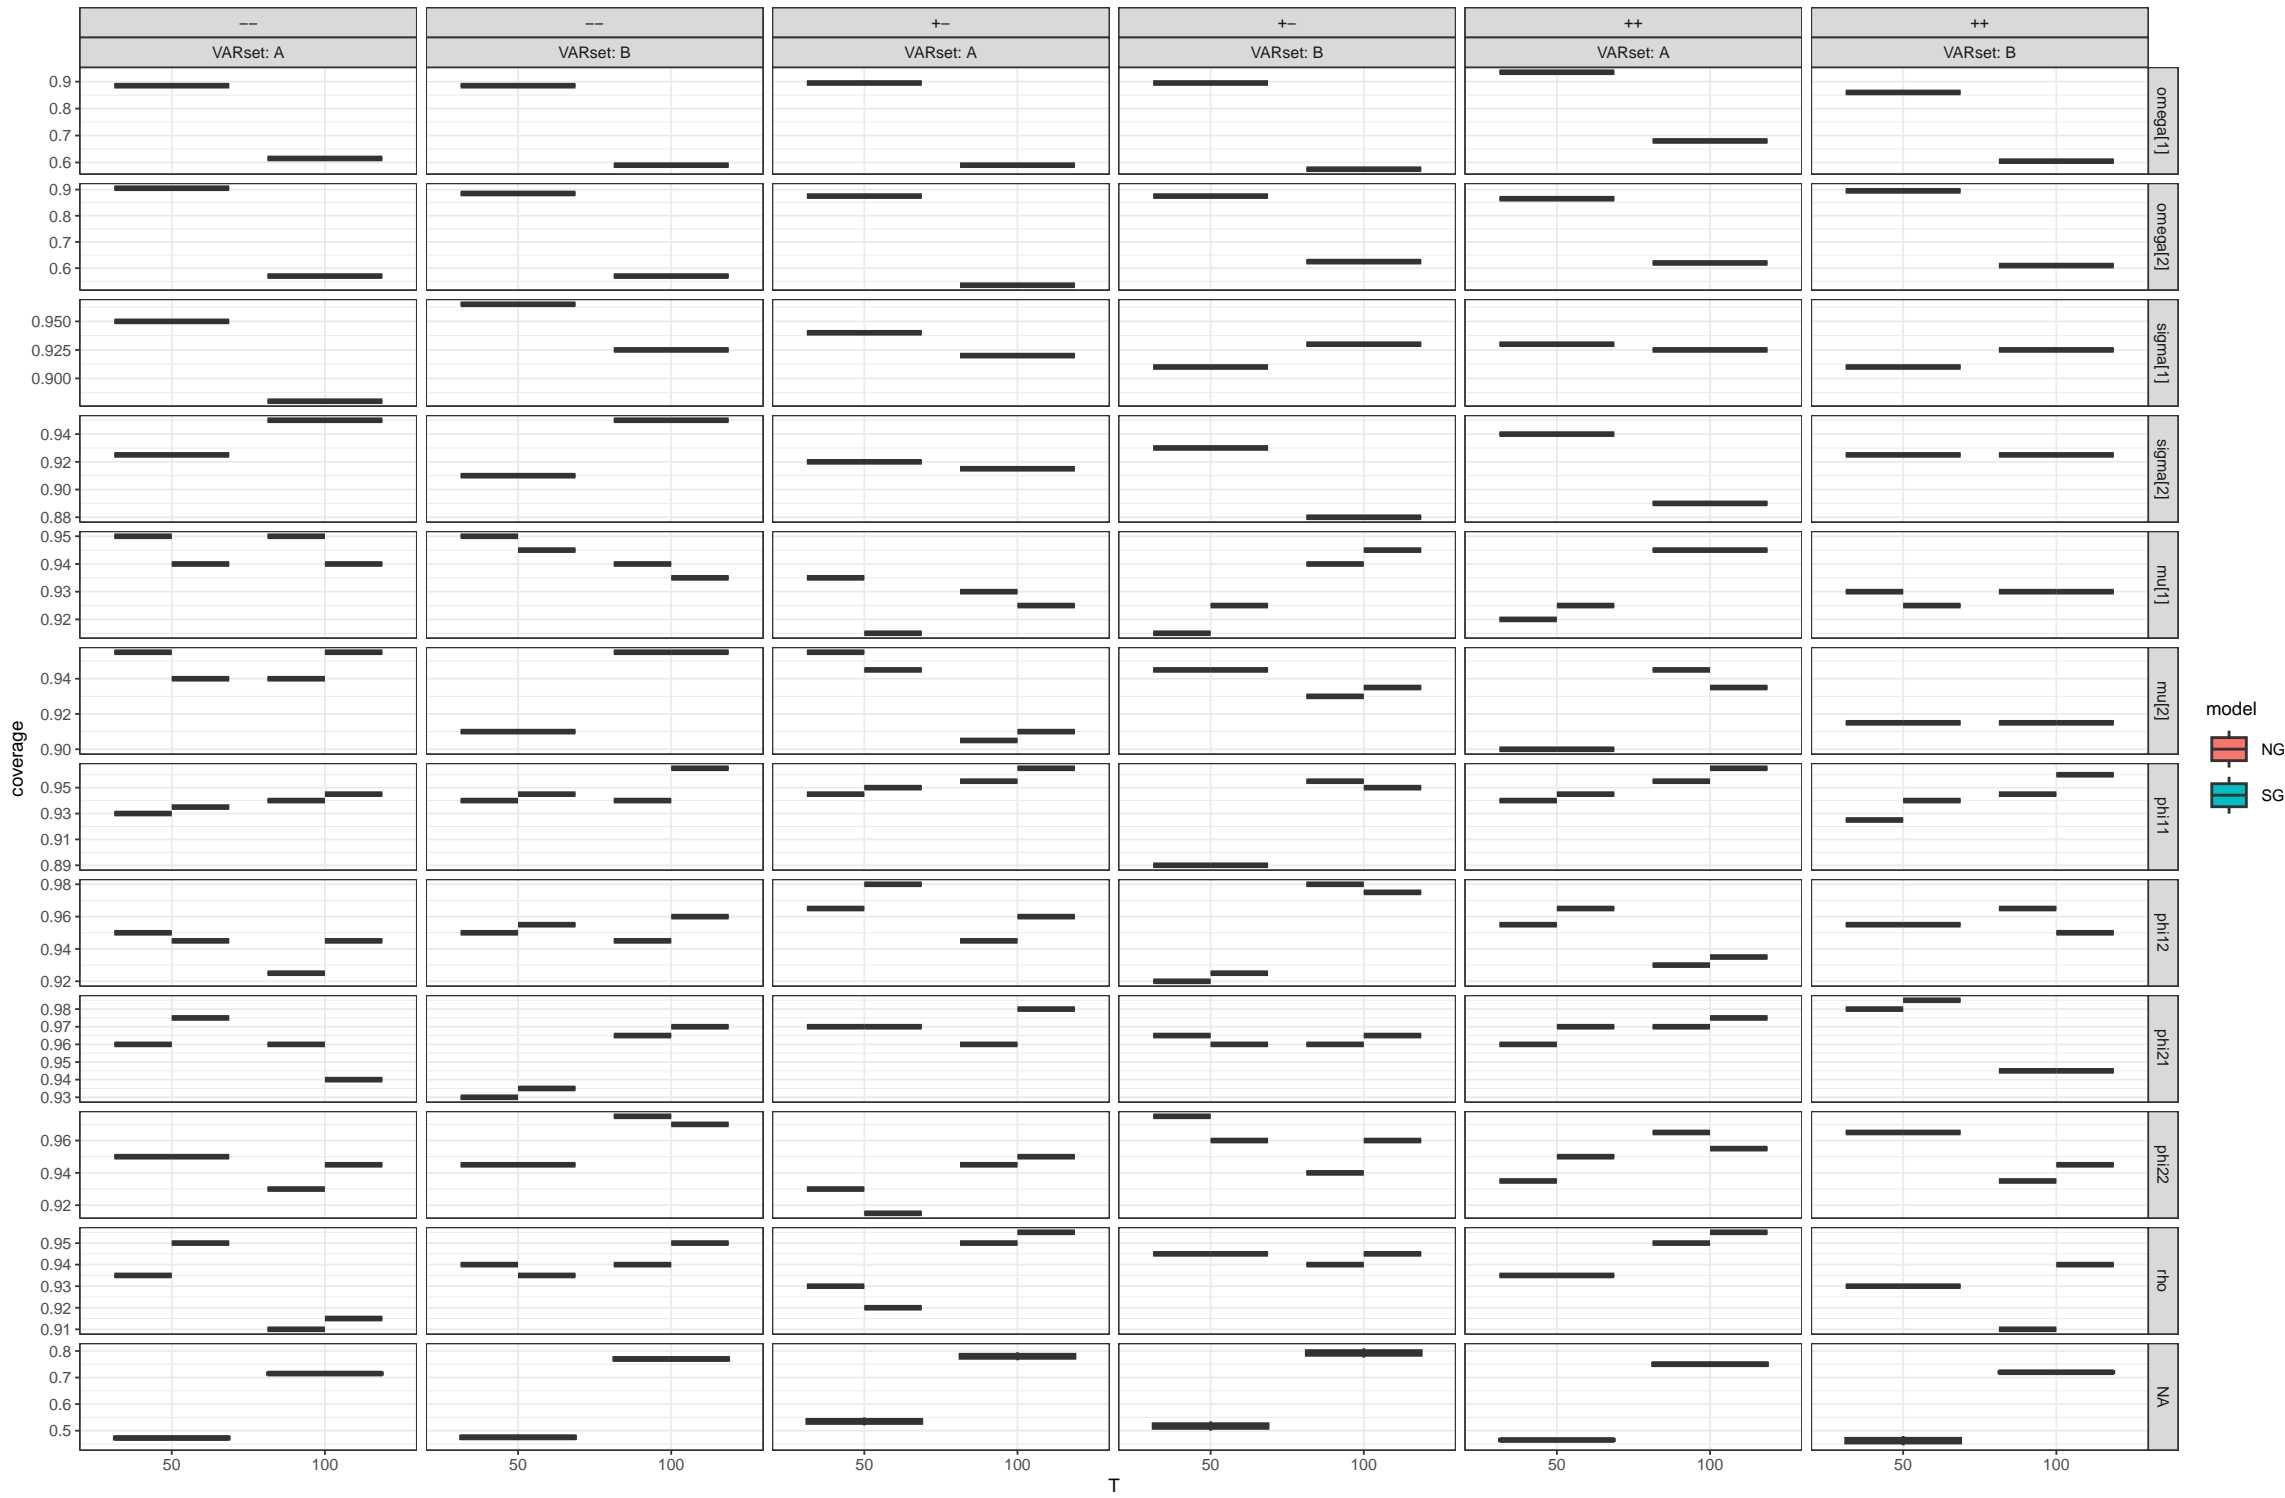 −− −− +− +− ++ ++
VARset: A VARset: B VARset: A VARset: B VARset: A VARset: B
0.9
0.8
0.7
0.6
omega[1]
0.9
0.8
0.7
0.6
omega[2]
0.950
0.925
0.900
sigma[1]
0.94
0.92
0.90
0.88
sigma[2]
0.95
0.94
0.93
0.92
mu[1]
0.94
0.92
0.90
mu[2]
0.95
0.93
0.91
0.89
phi11
0.98
0.96
0.94
0.92
phi12
0.98
0.97
0.96
0.95
0.94
0.93
phi21
0.96
0.94
0.92
phi22
0.95
0.94
0.93
0.92
0.91
rho
0.8
0.7
0.6
0.5
NA
50 100 50 100 50 100 50 100 50 100 50 100
T
coverage
model
NG
SG